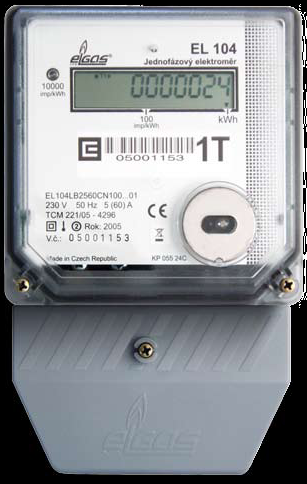 elgas
EL 104
Jednofázový elektroměr
10000
imp/kWh
0000024
100
imp/kWh
kWh
E
05001153
1T
EL104LB2560CN100...01
230 V 50 Hz 5 (60) A
TCM 221/05 - 4296
CE
2 Rok: 2005
V.č.: 05001153
Made in Czech Republic
KP 055 24C
elgas